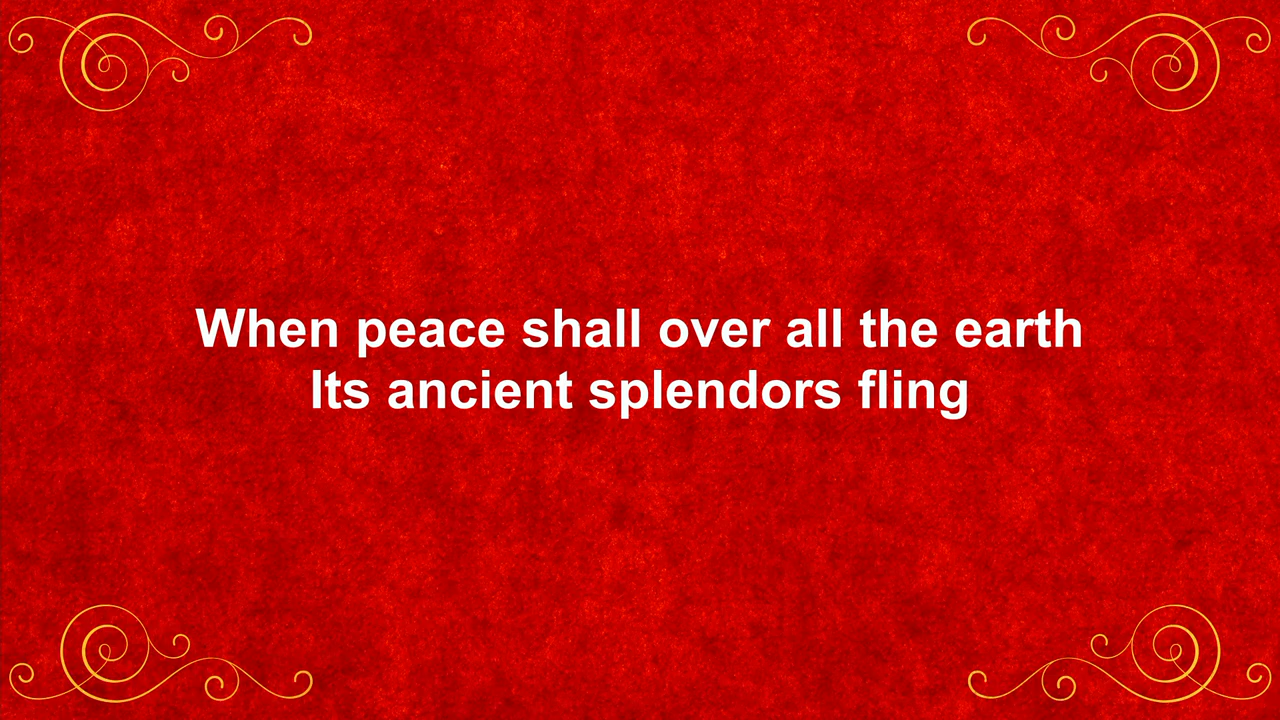 When peace shall over all the earth
Its ancient splendors fling